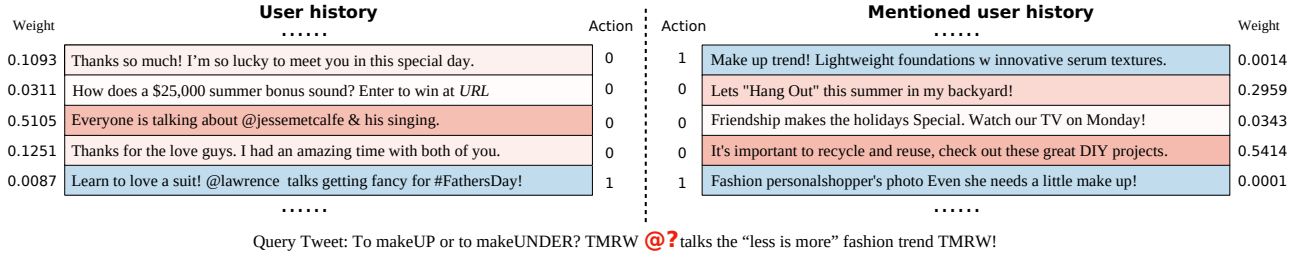 User history
Mentioned user history
Weight
......
Action
Action
......
Weight
0.1093 Thanks so much! I’m so lucky to meet you in this special day. 0
1 Make up trend! Lightweight foundations w innovative serum textures. 0.0014
0.0311 How does a $25,000 summer bonus sound? Enter to win at URL 0
0 Lets "Hang Out" this summer in my backyard! 0.2959
0.5105 Everyone is talking about @jessemetcalfe & his singing. 0
0 Friendship makes the holidays Special. Watch our TV on Monday! 0.0343
0.1251 Thanks for the love guys. I had an amazing time with both of you. 0
0 It's important to recycle and reuse, check out these great DIY projects. 0.5414
0.0087 Learn to love a suit! @lawrence talks getting fancy for #FathersDay! 1
1 Fashion personalshopper's photo Even she needs a little make up! 0.0001
......
......
Query Tweet: To makeUP or to makeUNDER? TMRW @? talks the “less is more” fashion trend TMRW!